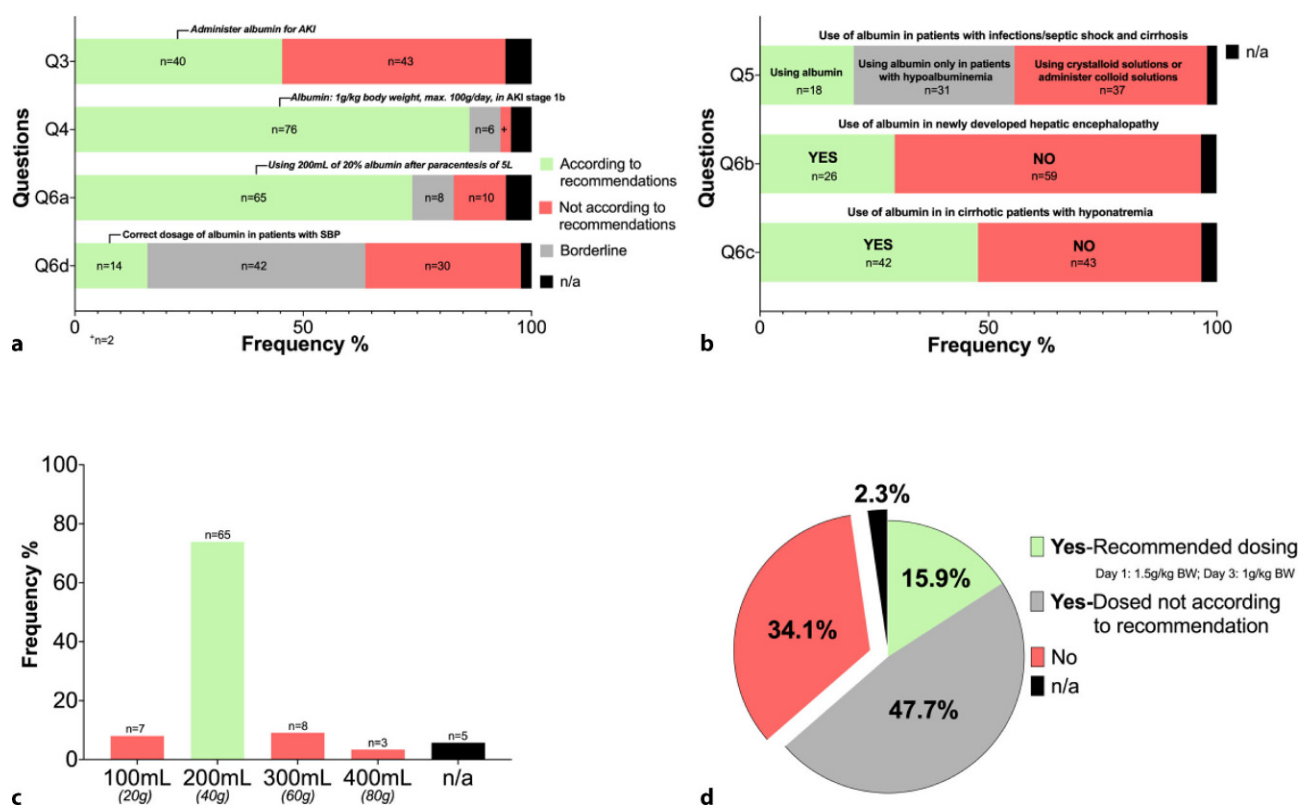 Administer albumin for AKI
Q3
n=40
n=43
Albumin: 1g/kg body weight, max. 100g/day, in AKI stage 1b
Q4
n=76
n=6
+
Using 200mL of 20% albumin after paracentesis of 5L
Q6a
n=65
n=8
n=10
Correct dosage of albumin in patients with SBP
Q6d
n=14
n=42
n=30
Questions
According to
recommendations
Not according to
recommendations
Borderline
n/a
0
50
100
+n=2
Frequency %
a
Use of albumin in patients with infections/septic shock and cirrhosis
n/a
Q5
Using albumin
n=18
Using albumin only in patients
with hypoalbuminemia
n=31
Using crystalloid solutions or
administer colloid solutions
n=37
Use of albumin in newly developed hepatic encephalopathy
Q6b
YES
n=26
NO
n=59
Use of albumin in in cirrhotic patients with hyponatremia
Q6c
YES
n=42
NO
n=43
Questions
0
50
100
Frequency %
b
100
80
60
40
20
0
Frequency %
n=7
n=65
n=8
n=3
n=5
100mL
200mL
300mL
400mL
n/a
(20g)
(40g)
(60g)
(80g)
c
2.3%
15.9%
34.1%
47.7%
Yes-Recommended dosing
Day 1: 1.5g/kg BW; Day 3: 1g/kg BW
Yes-Dosed not according
to recommendation
No
n/a
d